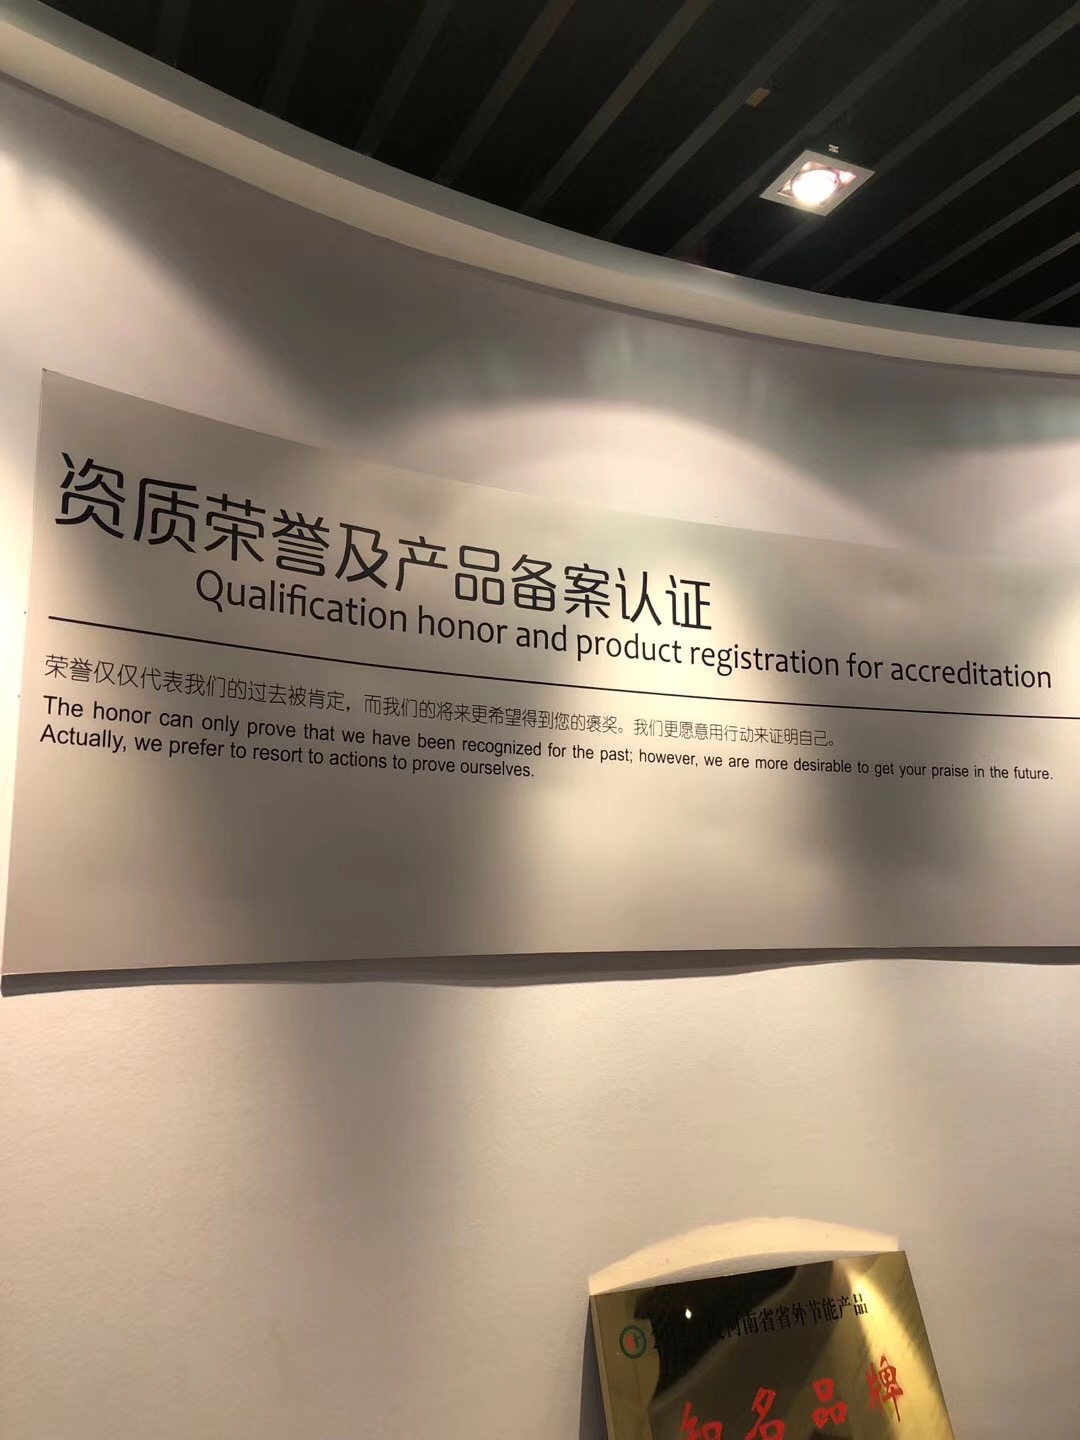 资质荣誉及产品备案认证
Qualification honor and product registration for accreditation
荣誉仅仅代表我们的过去被肯定，而我们的将来更希望得到您的褒奖。我们更愿意用行动来证明自己。
The honor can only prove that we have been recognized for the past; however, we are more desirable to get your praise in the future.
Actually, we prefer to resort to actions to prove ourselves.
河南省省外节能产品
知名品牌